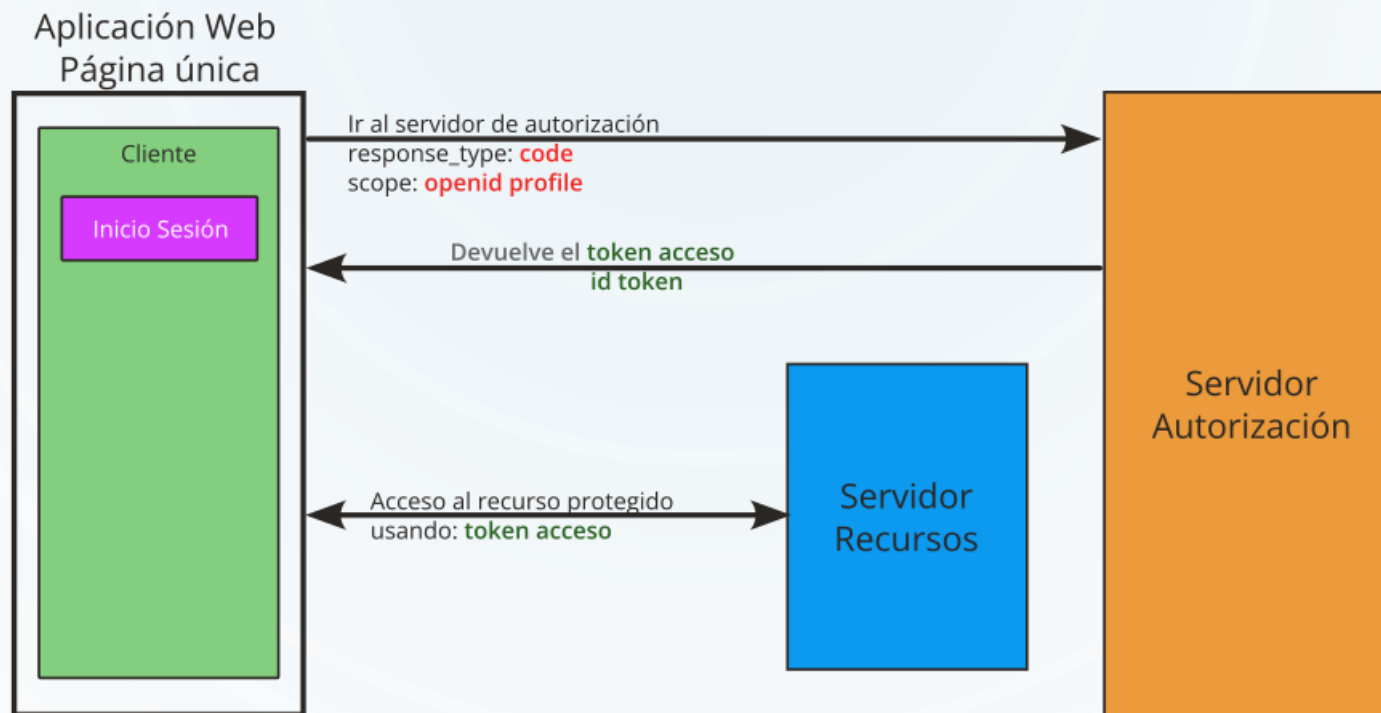 Aplicación Web
Página única
Cliente
Inicio Sesión
Ir al servidor de autorización
response_type: code
scope: openid profile
Devuelve el token acceso
id token
Acceso al recurso protegido
usando: token acceso
Servidor
Recursos
Servidor
Autorización